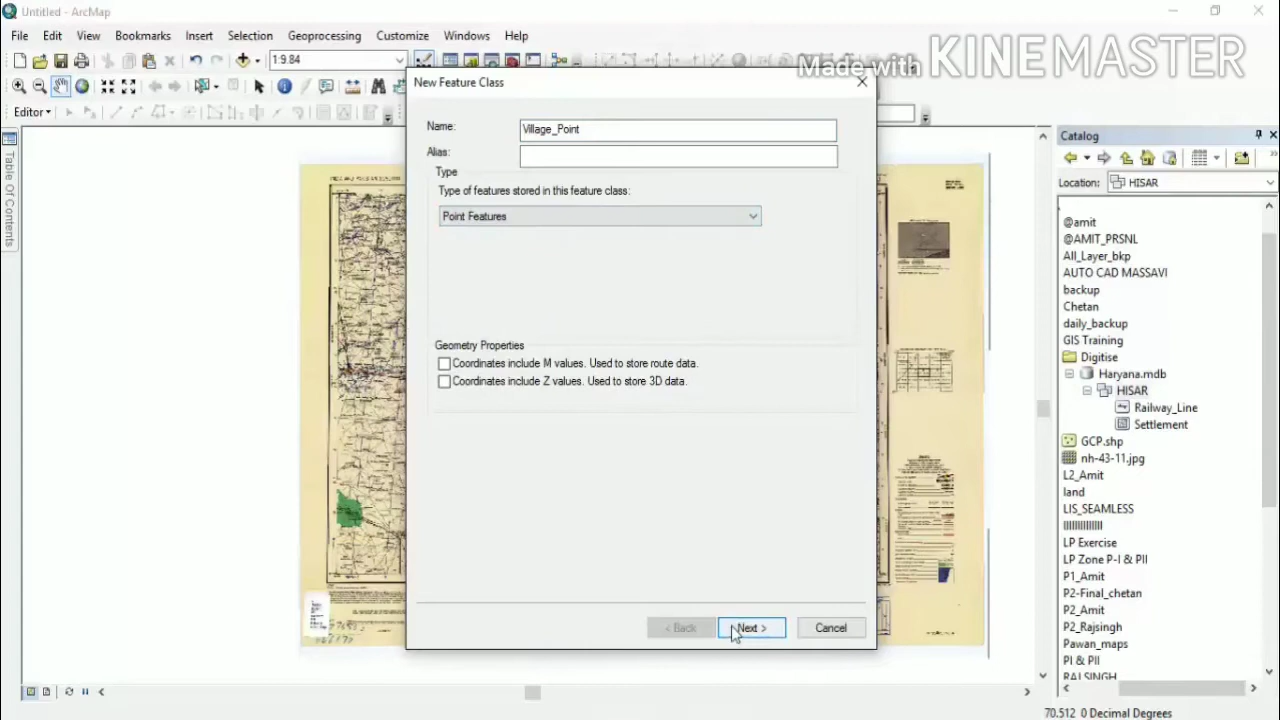 Untitled - ArcMap
File Edit View Bookmarks Insert Selection Geoprocessing Customize Windows Help
1:9.84
Made with KINEMASTER
Editor
Table Of Contents
New Feature Class
Name: Village_Point
Alias:
Type
Type of features stored in this feature class:
Point Features
Geometry Properties
Coordinates include M values. Used to store route data.
Coordinates include Z values. Used to store 3D data.
< Back Next > Cancel
Catalog
Location: HISAR
@amit
@AMIT_PRSNL
All_Layer_bkp
AUTO CAD MASSAVI
backup
Chetan
daily_backup
GIS Training
Digitise
Haryana.mdb
HISAR
Railway_Line
Settlement
GCP.shp
nh-43-11.jpg
L2_Amit
land
LIS_SEAMLESS
LP Exercise
LP Zone P-I & PII
P1_Amit
P2-Final_chetan
P2_Amit
P2_Rajsingh
Pawan_maps
PI & PII
RAJ SINGH
70.512 0 Decimal Degrees